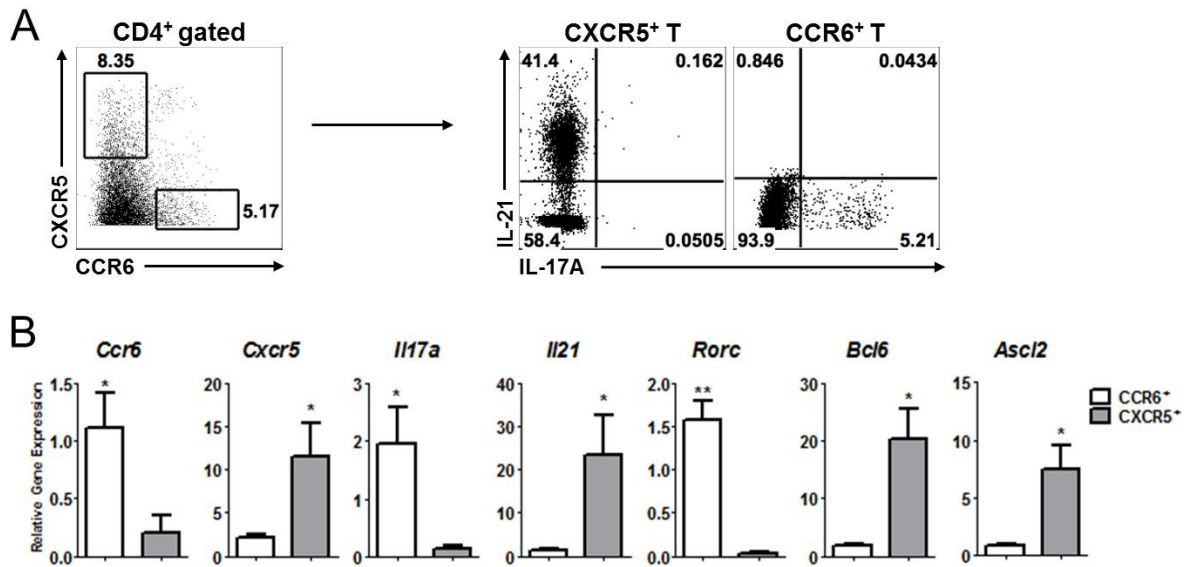 A
CD4⁺ gated
8.35
5.17
CXCR5
CCR6
CXCR5⁺ T
CCR6⁺ T
41.4
0.162
0.846
0.0434
58.4
0.0505
93.9
5.21
IL-21
IL-17A
B
Ccr6
Cxcr5
Il17a
Il21
Rorc
Bcl6
Ascl2
Relative Gene Expression
1.5
1.0
0.5
0.0
*
20
15
10
5
0
*
3
2
1
0
*
40
30
20
10
0
*
2.0
1.5
1.0
0.5
0.0
**
30
20
10
0
*
15
10
5
0
*
CCR6⁺
CXCR5⁺